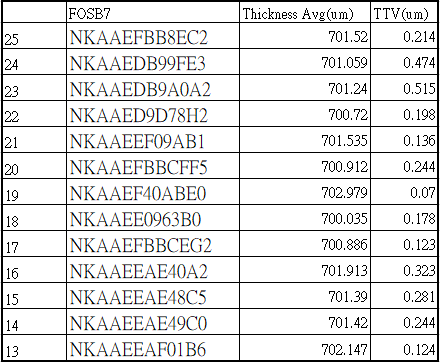 FOSB7 Thickness Avg(um) TTV(um)
25 NKAAEFBB8EC2 701.52 0.214
24 NKAAEDB99FE3 701.059 0.474
23 NKAAEDB9A0A2 701.24 0.515
22 NKAAED9D78H2 700.72 0.198
21 NKAAEEF09AB1 701.535 0.136
20 NKAAEFBBCFF5 700.912 0.244
19 NKAAEF40ABE0 702.979 0.07
18 NKAAEE0963B0 700.035 0.178
17 NKAAEFBBCEG2 700.886 0.123
16 NKAAEEAE40A2 701.913 0.323
15 NKAAEEAE48C5 701.39 0.281
14 NKAAEEAE49C0 701.42 0.244
13 NKAAEEAF01B6 702.147 0.124